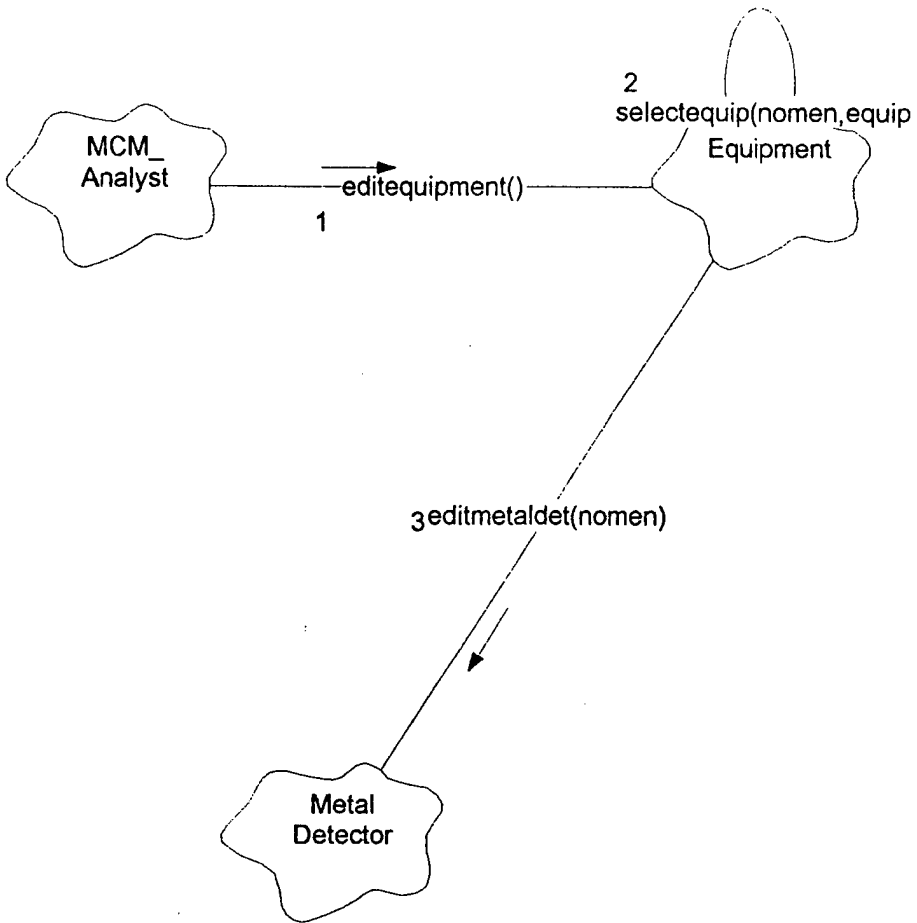 MCM_
Analyst
editequipment()
1
2
selectequip(nomen,equip
Equipment
3editmetaldet(nomen)
Metal
Detector